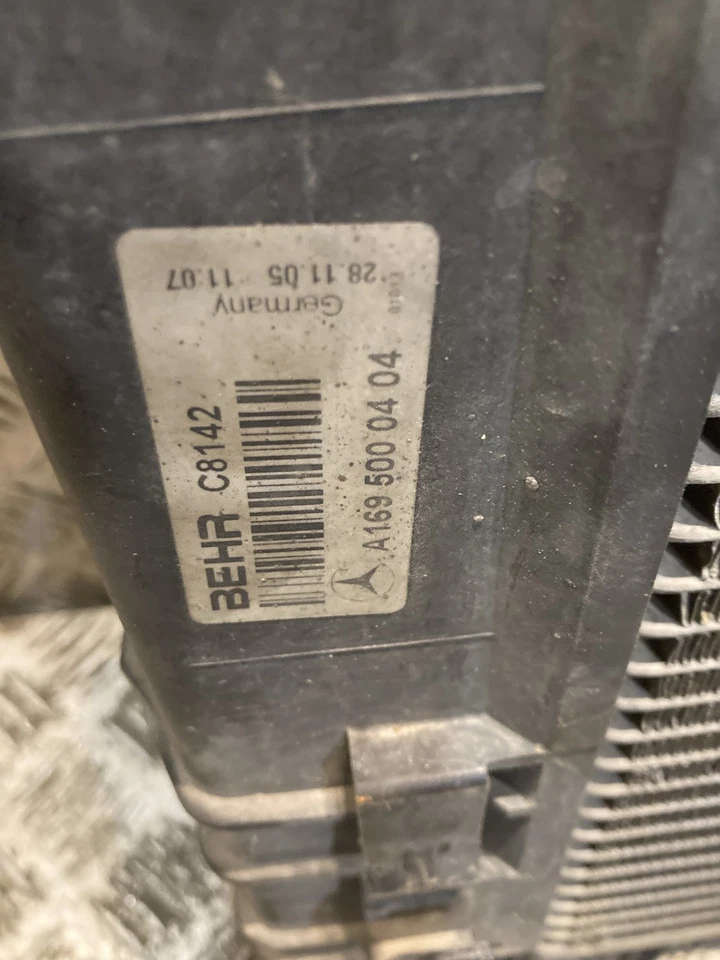 BEHR C8142
A169 500 04 04
Germany
28.11.05 11:07